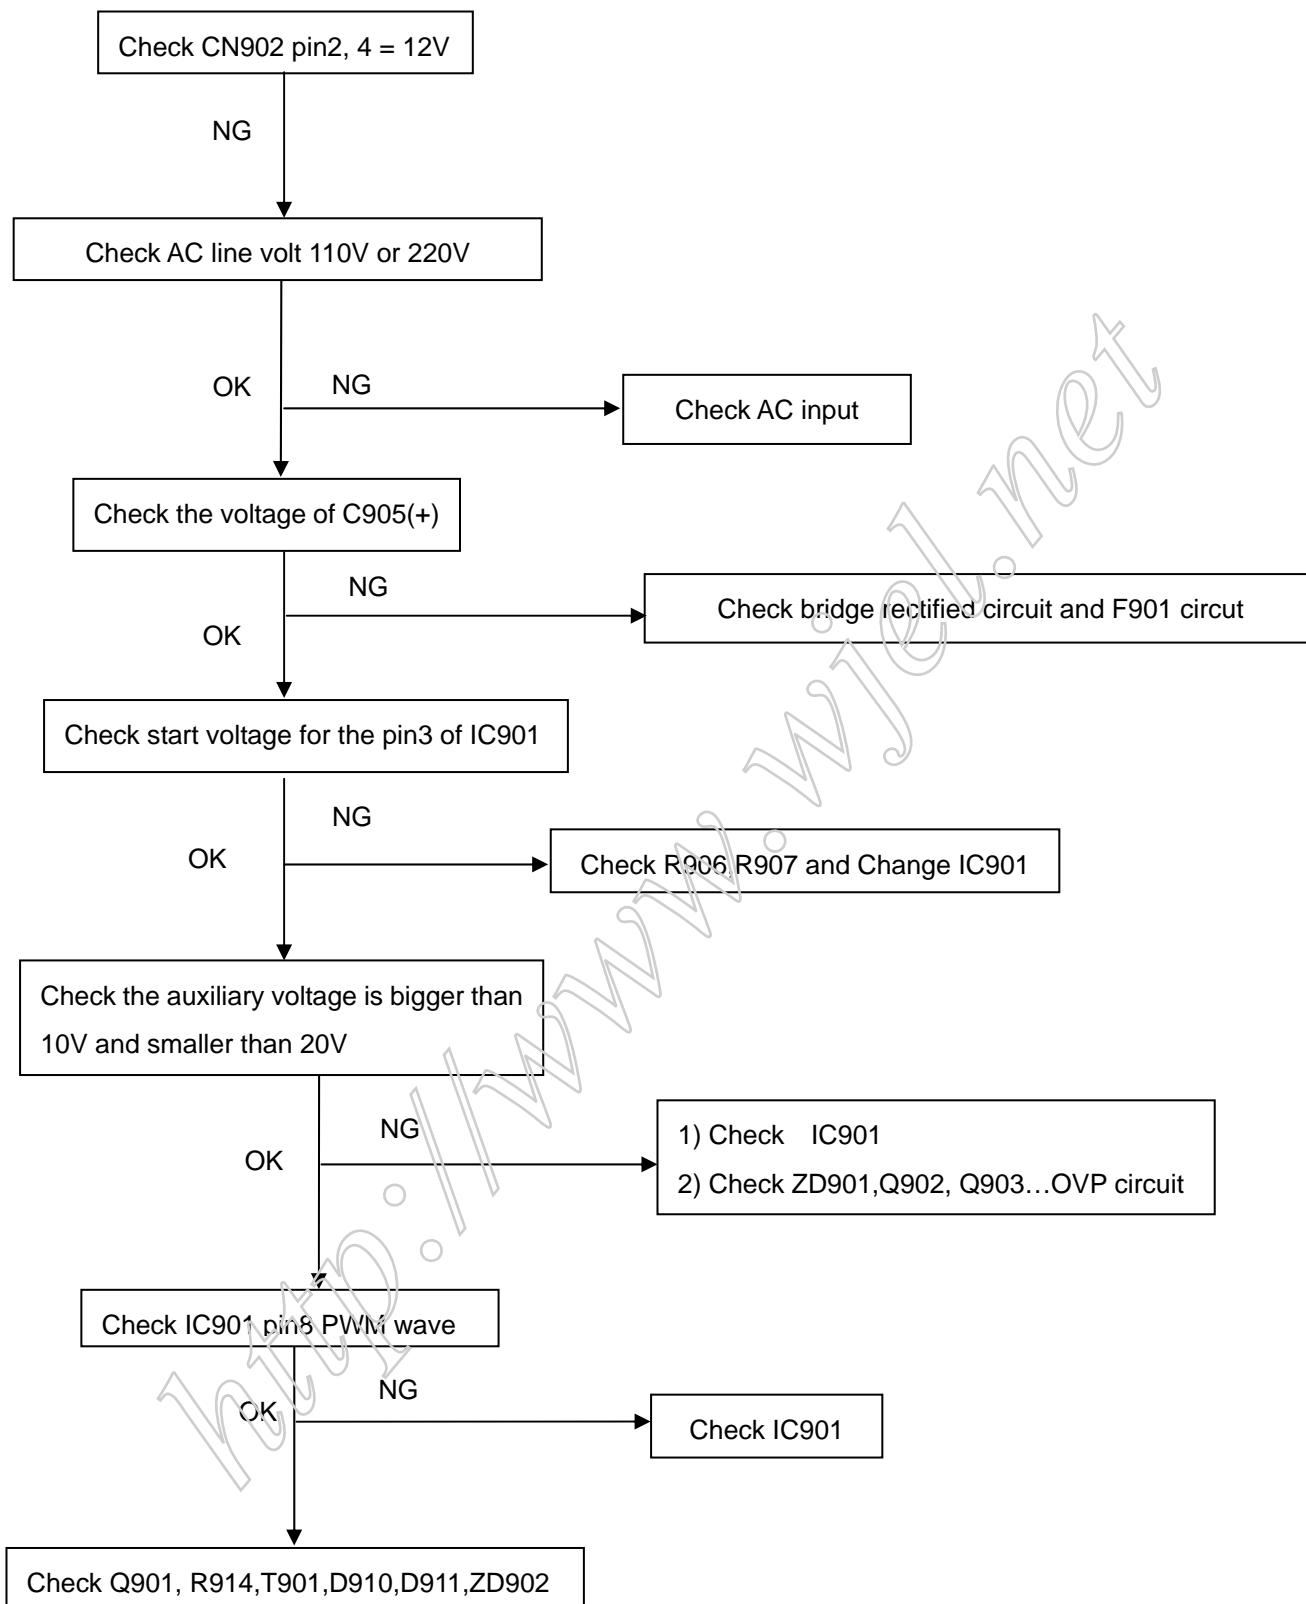 Check CN902 pin2, 4 = 12V
NG
Check AC line volt 110V or 220V
OK
NG
Check AC input
Check the voltage of C905(+)
NG
Check bridge rectified circuit and F901 circut
OK
Check start voltage for the pin3 of IC901
NG
OK
Check R906,R907 and Change IC901
Check the auxiliary voltage is bigger than
10V and smaller than 20V
NG
OK
1) Check IC901
2) Check ZD901,Q902, Q903…OVP circuit
Check IC901 pin8 PWM wave
NG
OK
Check IC901
Check Q901, R914,T901,D910,D911,ZD902
http://www.wjel.net